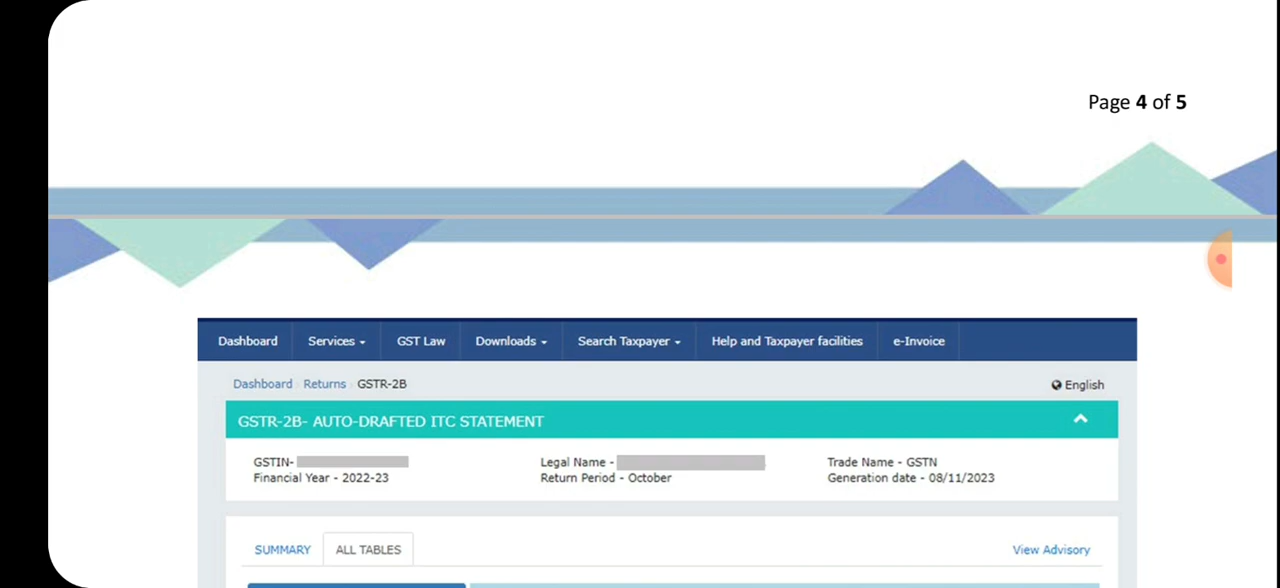 Page 4 of 5
Dashboard Services GST Law Downloads Search Taxpayer Help and Taxpayer facilities e-Invoice
Dashboard Returns GSTR-2B English
GSTR-2B- AUTO-DRAFTED ITC STATEMENT
GSTIN- Legal Name - Trade Name - GSTN
Financial Year - 2022-23 Return Period - October Generation date - 08/11/2023
SUMMARY ALL TABLES View Advisory